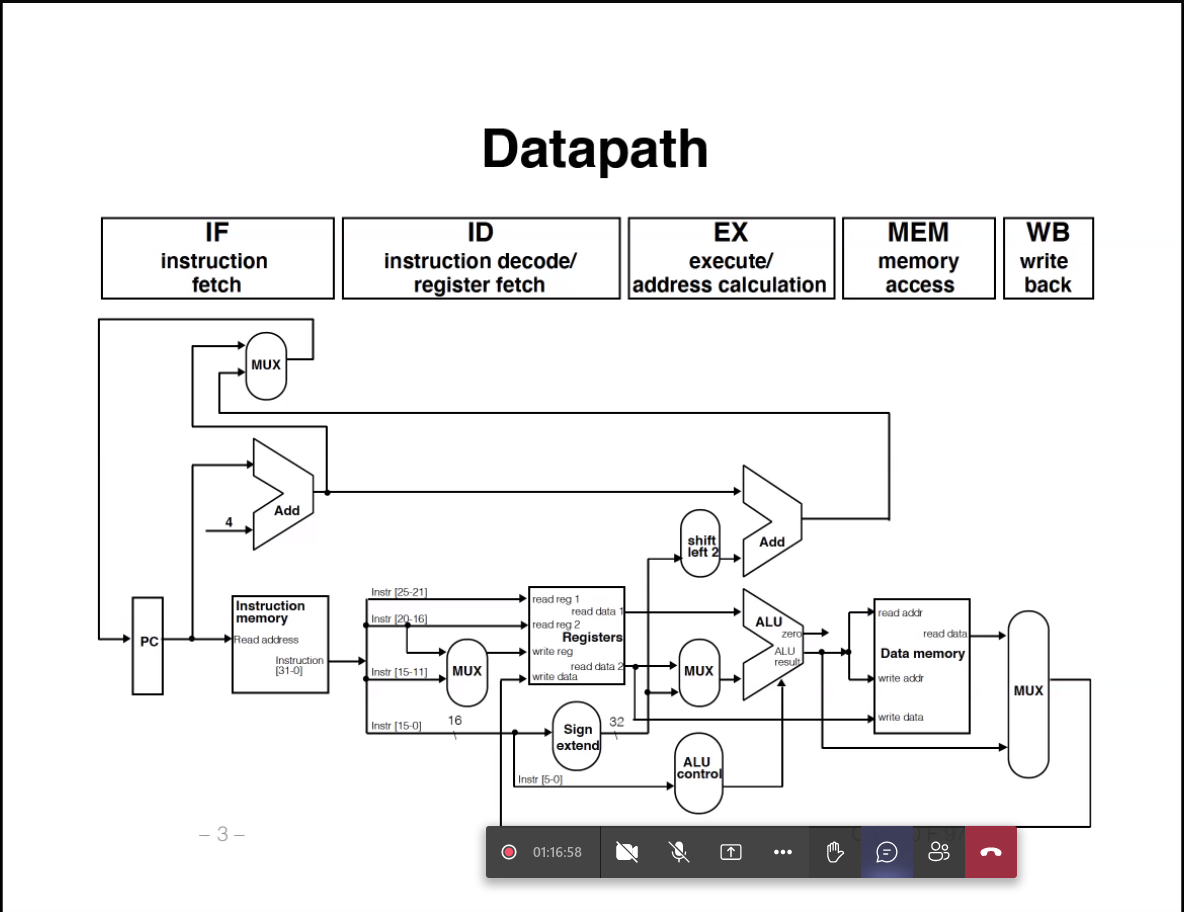 Datapath
IF
instruction
fetch
ID
instruction decode/
register fetch
EX
execute/
address calculation
MEM
memory
access
WB
write
back
MUX
Add
4
shift
left 2
Add
PC
Instruction
memory
Read address
Instruction
[31-0]
Instr [25-21]
Instr [20-16]
Instr [15-11]
Instr [15-0]
16
MUX
read reg 1
read data 1
read reg 2
Registers
write reg
read data 2
write data
Sign
extend
32
Instr [5-0]
MUX
ALU
control
ALU
zero
ALU
result
read addr
read data
Data memory
write addr
write data
MUX
– 3 –
01:16:58